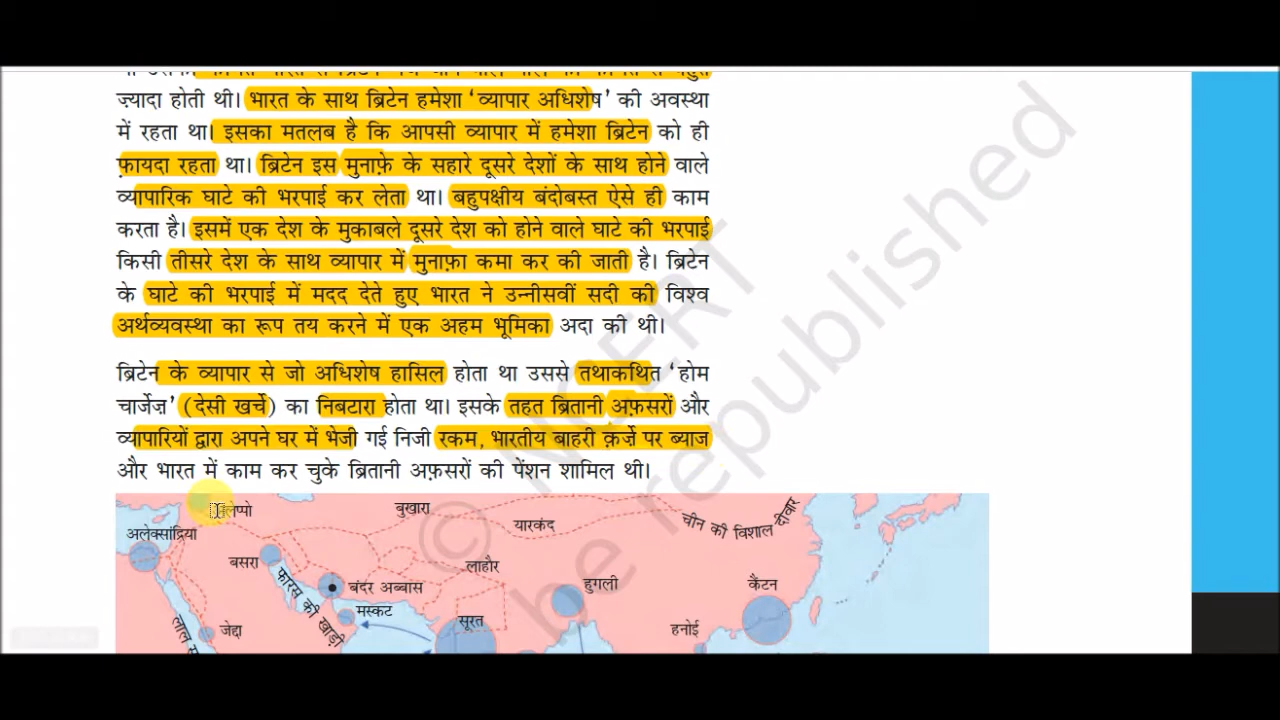 ज़्यादा होती थी। भारत के साथ ब्रिटेन हमेशा ‘व्यापार अधिशेष’ की अवस्था
में रहता था। इसका मतलब है कि आपसी व्यापार में हमेशा ब्रिटेन को ही
फ़ायदा रहता था। ब्रिटेन इस मुनाफ़े के सहारे दूसरे देशों के साथ होने वाले
व्यापारिक घाटे की भरपाई कर लेता था। बहुपक्षीय बंदोबस्त ऐसे ही काम
करता है। इसमें एक देश के मुकाबले दूसरे देश को होने वाले घाटे की भरपाई
किसी तीसरे देश के साथ व्यापार में मुनाफ़ा कमा कर की जाती है। ब्रिटेन
के घाटे की भरपाई में मदद देते हुए भारत ने उन्नीसवीं सदी की विश्व
अर्थव्यवस्था का रूप तय करने में एक अहम भूमिका अदा की थी।
ब्रिटेन के व्यापार से जो अधिशेष हासिल होता था उससे तथाकथित ‘होम
चार्जेज़’ (देसी खर्चे) का निबटारा होता था। इसके तहत ब्रितानी अफ़सरों और
व्यापारियों द्वारा अपने घर में भेजी गई निजी रकम, भारतीय बाहरी क़र्जे पर ब्याज
और भारत में काम कर चुके ब्रितानी अफ़सरों की पेंशन शामिल थी।
बुखारा
यारकंद
चीन की विशाल दीवार
अलेक्सांद्रिया
बसरा
लाहौर
बंदर अब्बास
हुगली
कैंटन
फारस की खाड़ी
मस्कट
सूरत
हनोई
जेद्दा
लाल
© NCERT
be republished